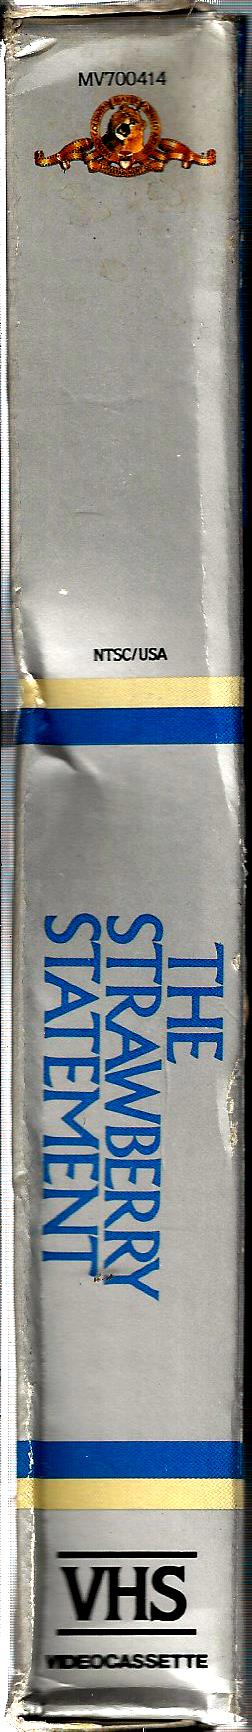 MV700414
NTSC/USA
THE
STRAWBERRY
STATEMENT
VHS
VIDEOCASSETTE